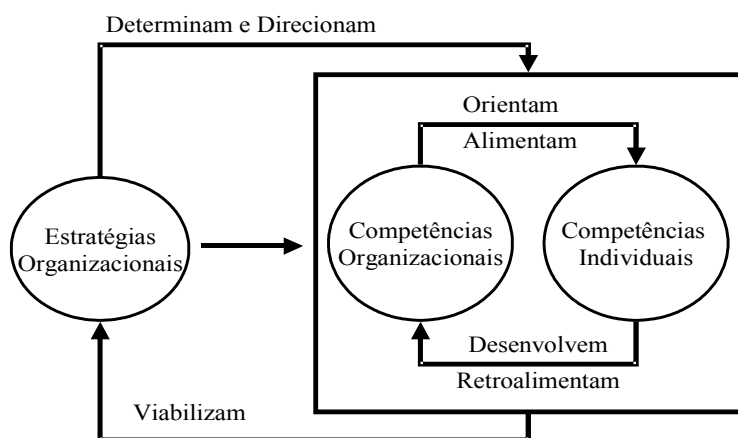 Determinam e Direcionam
Orientam
Alimentam
Estratégias
Organizacionais
Competências
Organizacionais
Competências
Individuais
Desenvolvem
Retroalimentam
Viabilizam